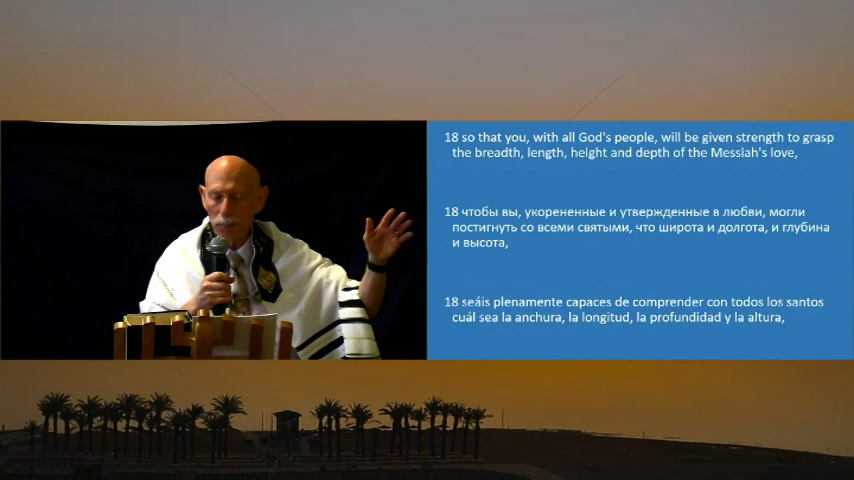 18 so that you, with all God's people, will be given strength to grasp
the breadth, length, height and depth of the Messiah's love,
18 чтобы вы, укорененные и утвержденные в любви, могли
постигнуть со всеми святыми, что широта и долгота, и глубина
и высота,
18 seáis plenamente capaces de comprender con todos los santos
cuál sea la anchura, la longitud, la profundidad y la altura,